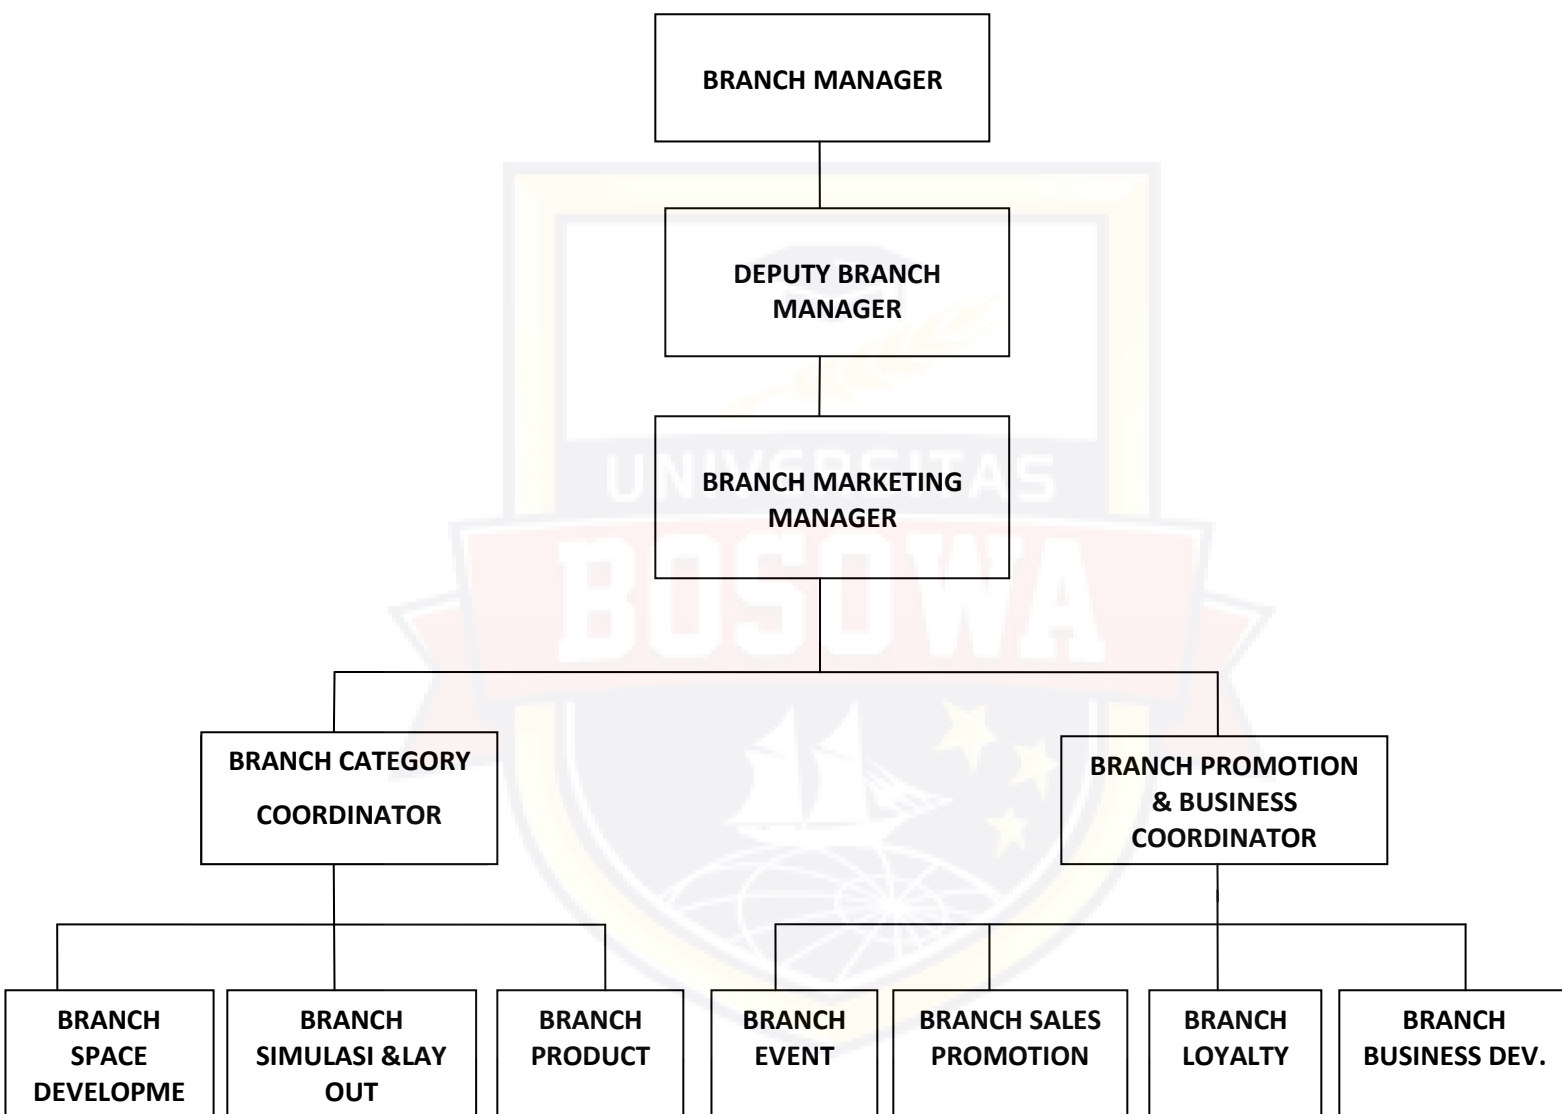 BRANCH MANAGER
DEPUTY BRANCH
MANAGER
UNIVERSITAS
BRANCH MARKETING
MANAGER
BOSOWA
BRANCH CATEGORY
COORDINATOR
BRANCH PROMOTION
& BUSINESS
COORDINATOR
BRANCH
SPACE
DEVELOPME
BRANCH
SIMULASI &LAY
OUT
BRANCH
PRODUCT
BRANCH
EVENT
BRANCH SALES
PROMOTION
BRANCH
LOYALTY
BRANCH
BUSINESS DEV.